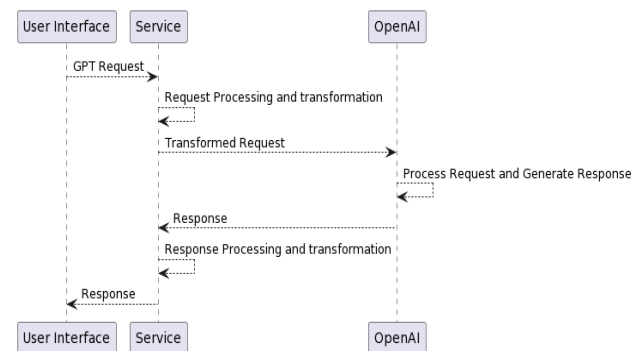 User Interface Service OpenAI
GPT Request
Request Processing and transformation
Transformed Request
Process Request and Generate Response
Response
Response Processing and transformation
Response
User Interface Service OpenAI